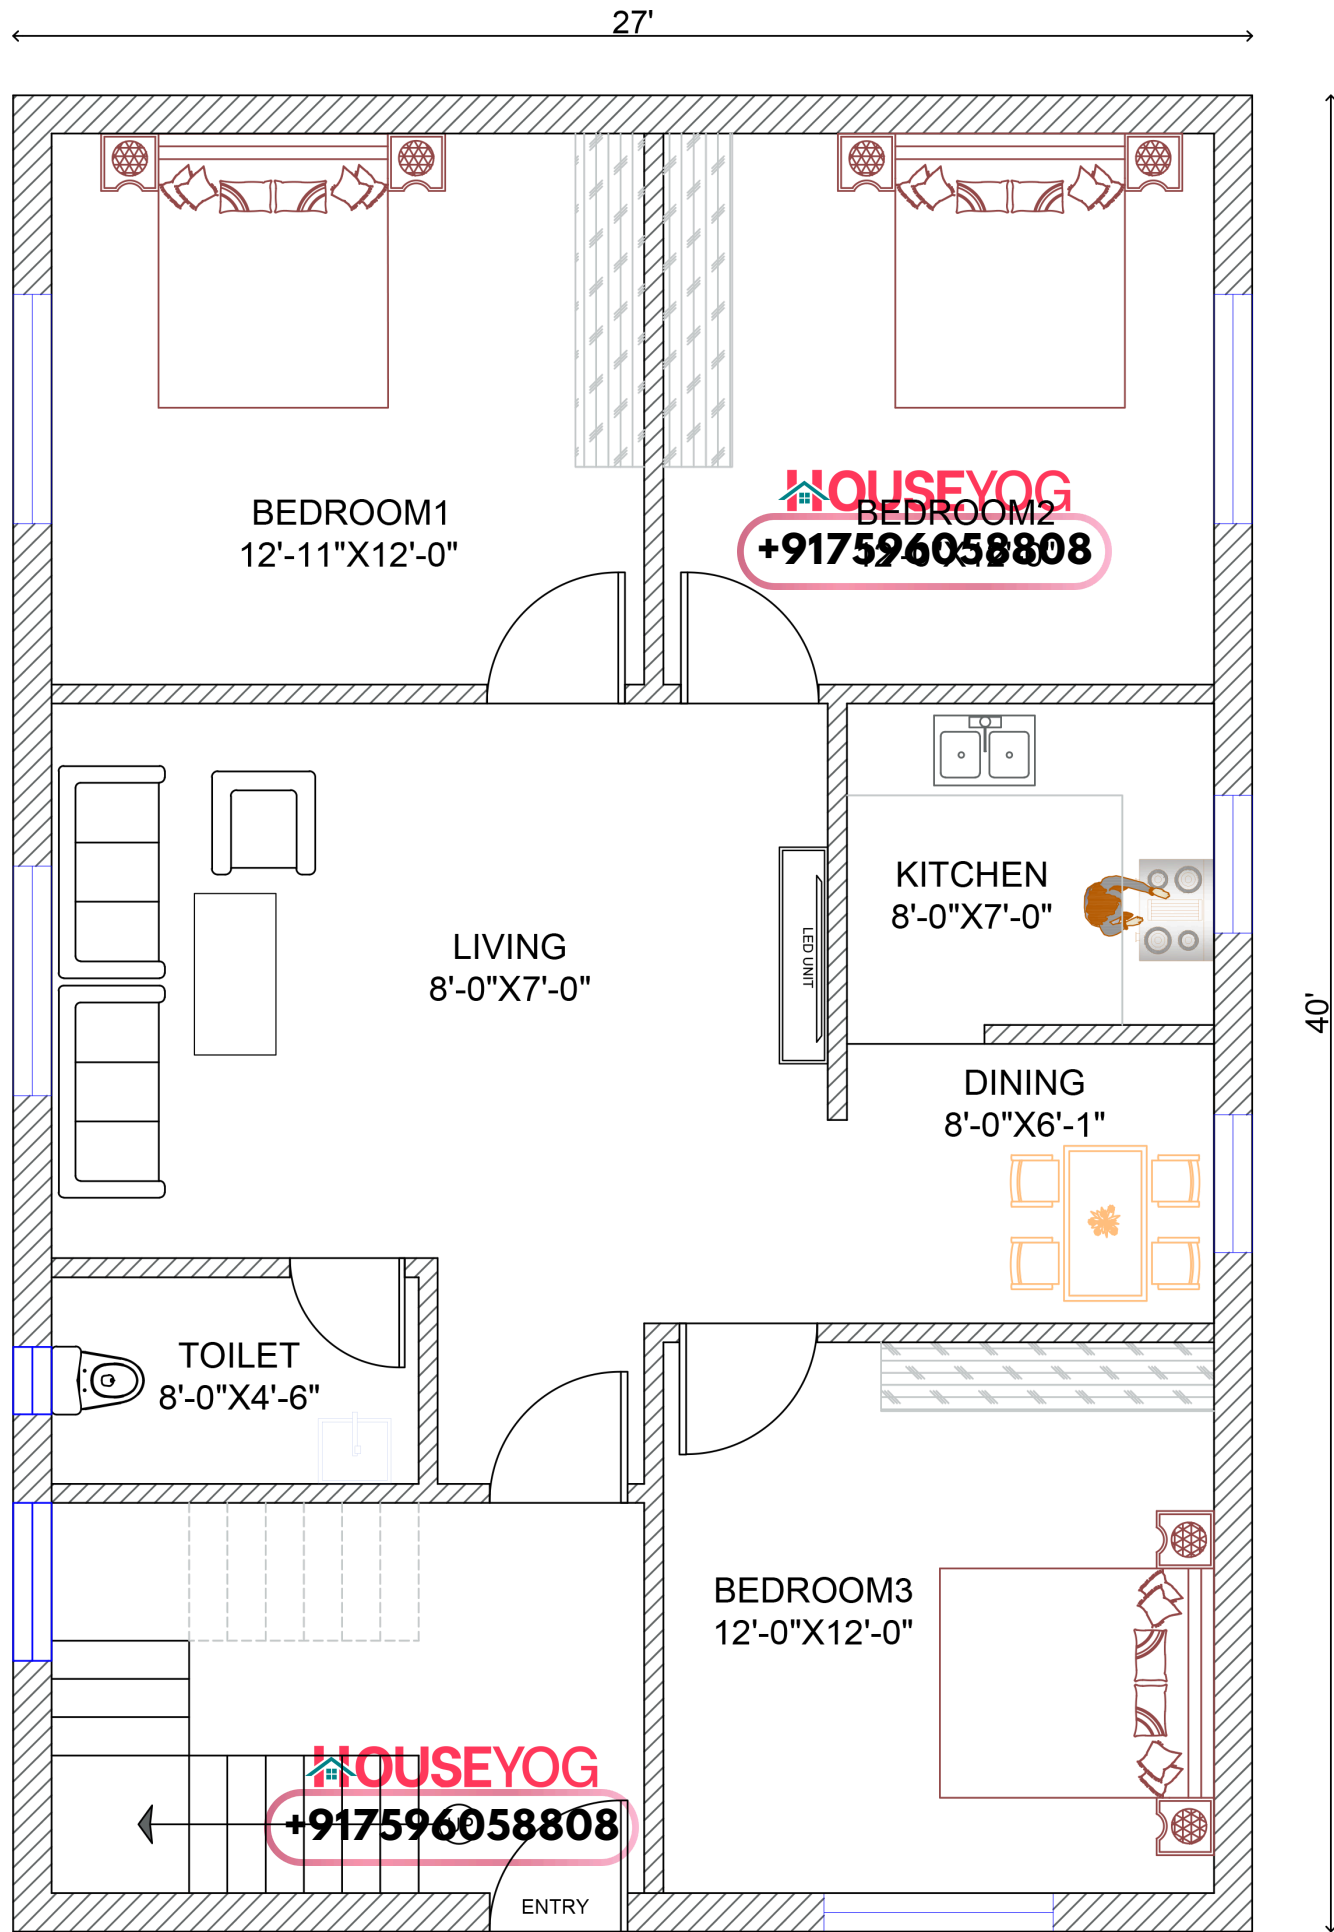 27'
BEDROOM1
12'-11"X12'-0"
HOUSEYOG
BEDROOM2
+917596058808
KITCHEN
8'-0"X7'-0"
LIVING
8'-0"X7'-0"
LED UNIT
40'
DINING
8'-0"X6'-1"
TOILET
8'-0"X4'-6"
BEDROOM3
12'-0"X12'-0"
HOUSEYOG
+917596058808
UP
ENTRY